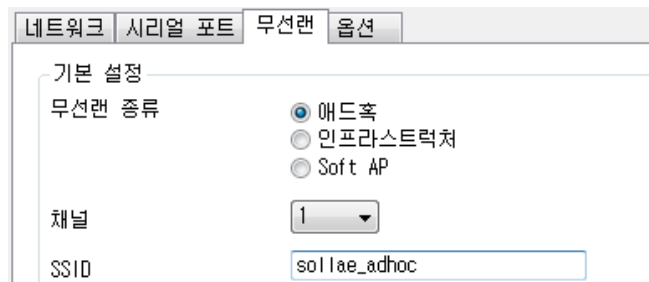 네트워크 시리얼 포트 무선랜 옵션
기본 설정
무선랜 종류 애드혹
인프라스트럭처
Soft AP
채널 1
SSID sollae_adhoc